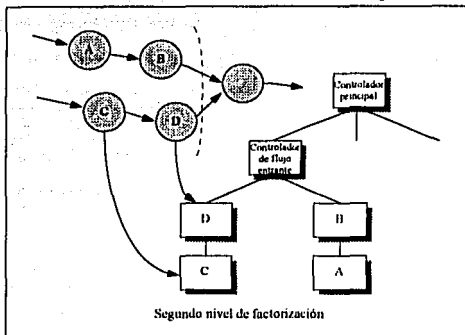 A
B
C
D
Controlador
principal
Controlador
de flujo
entrante
D
B
C
A
Segundo nivel de factorización